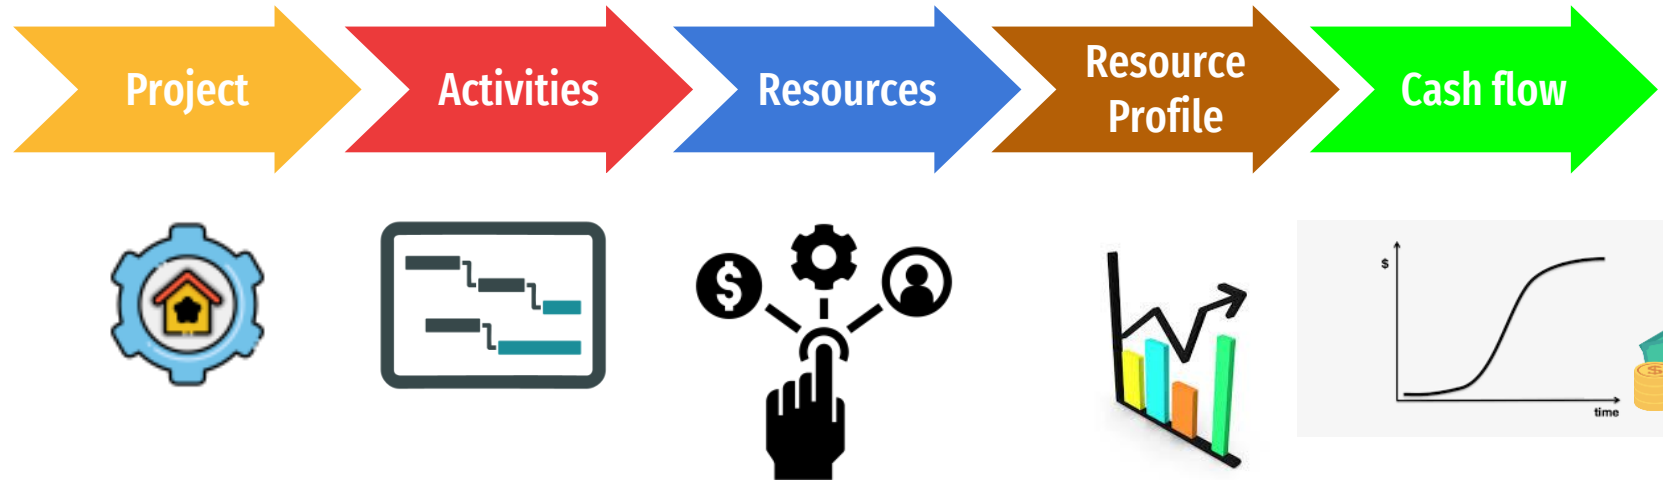 Project
Activities
Resources
Resource
Profile
Cash flow
$
$
time
$